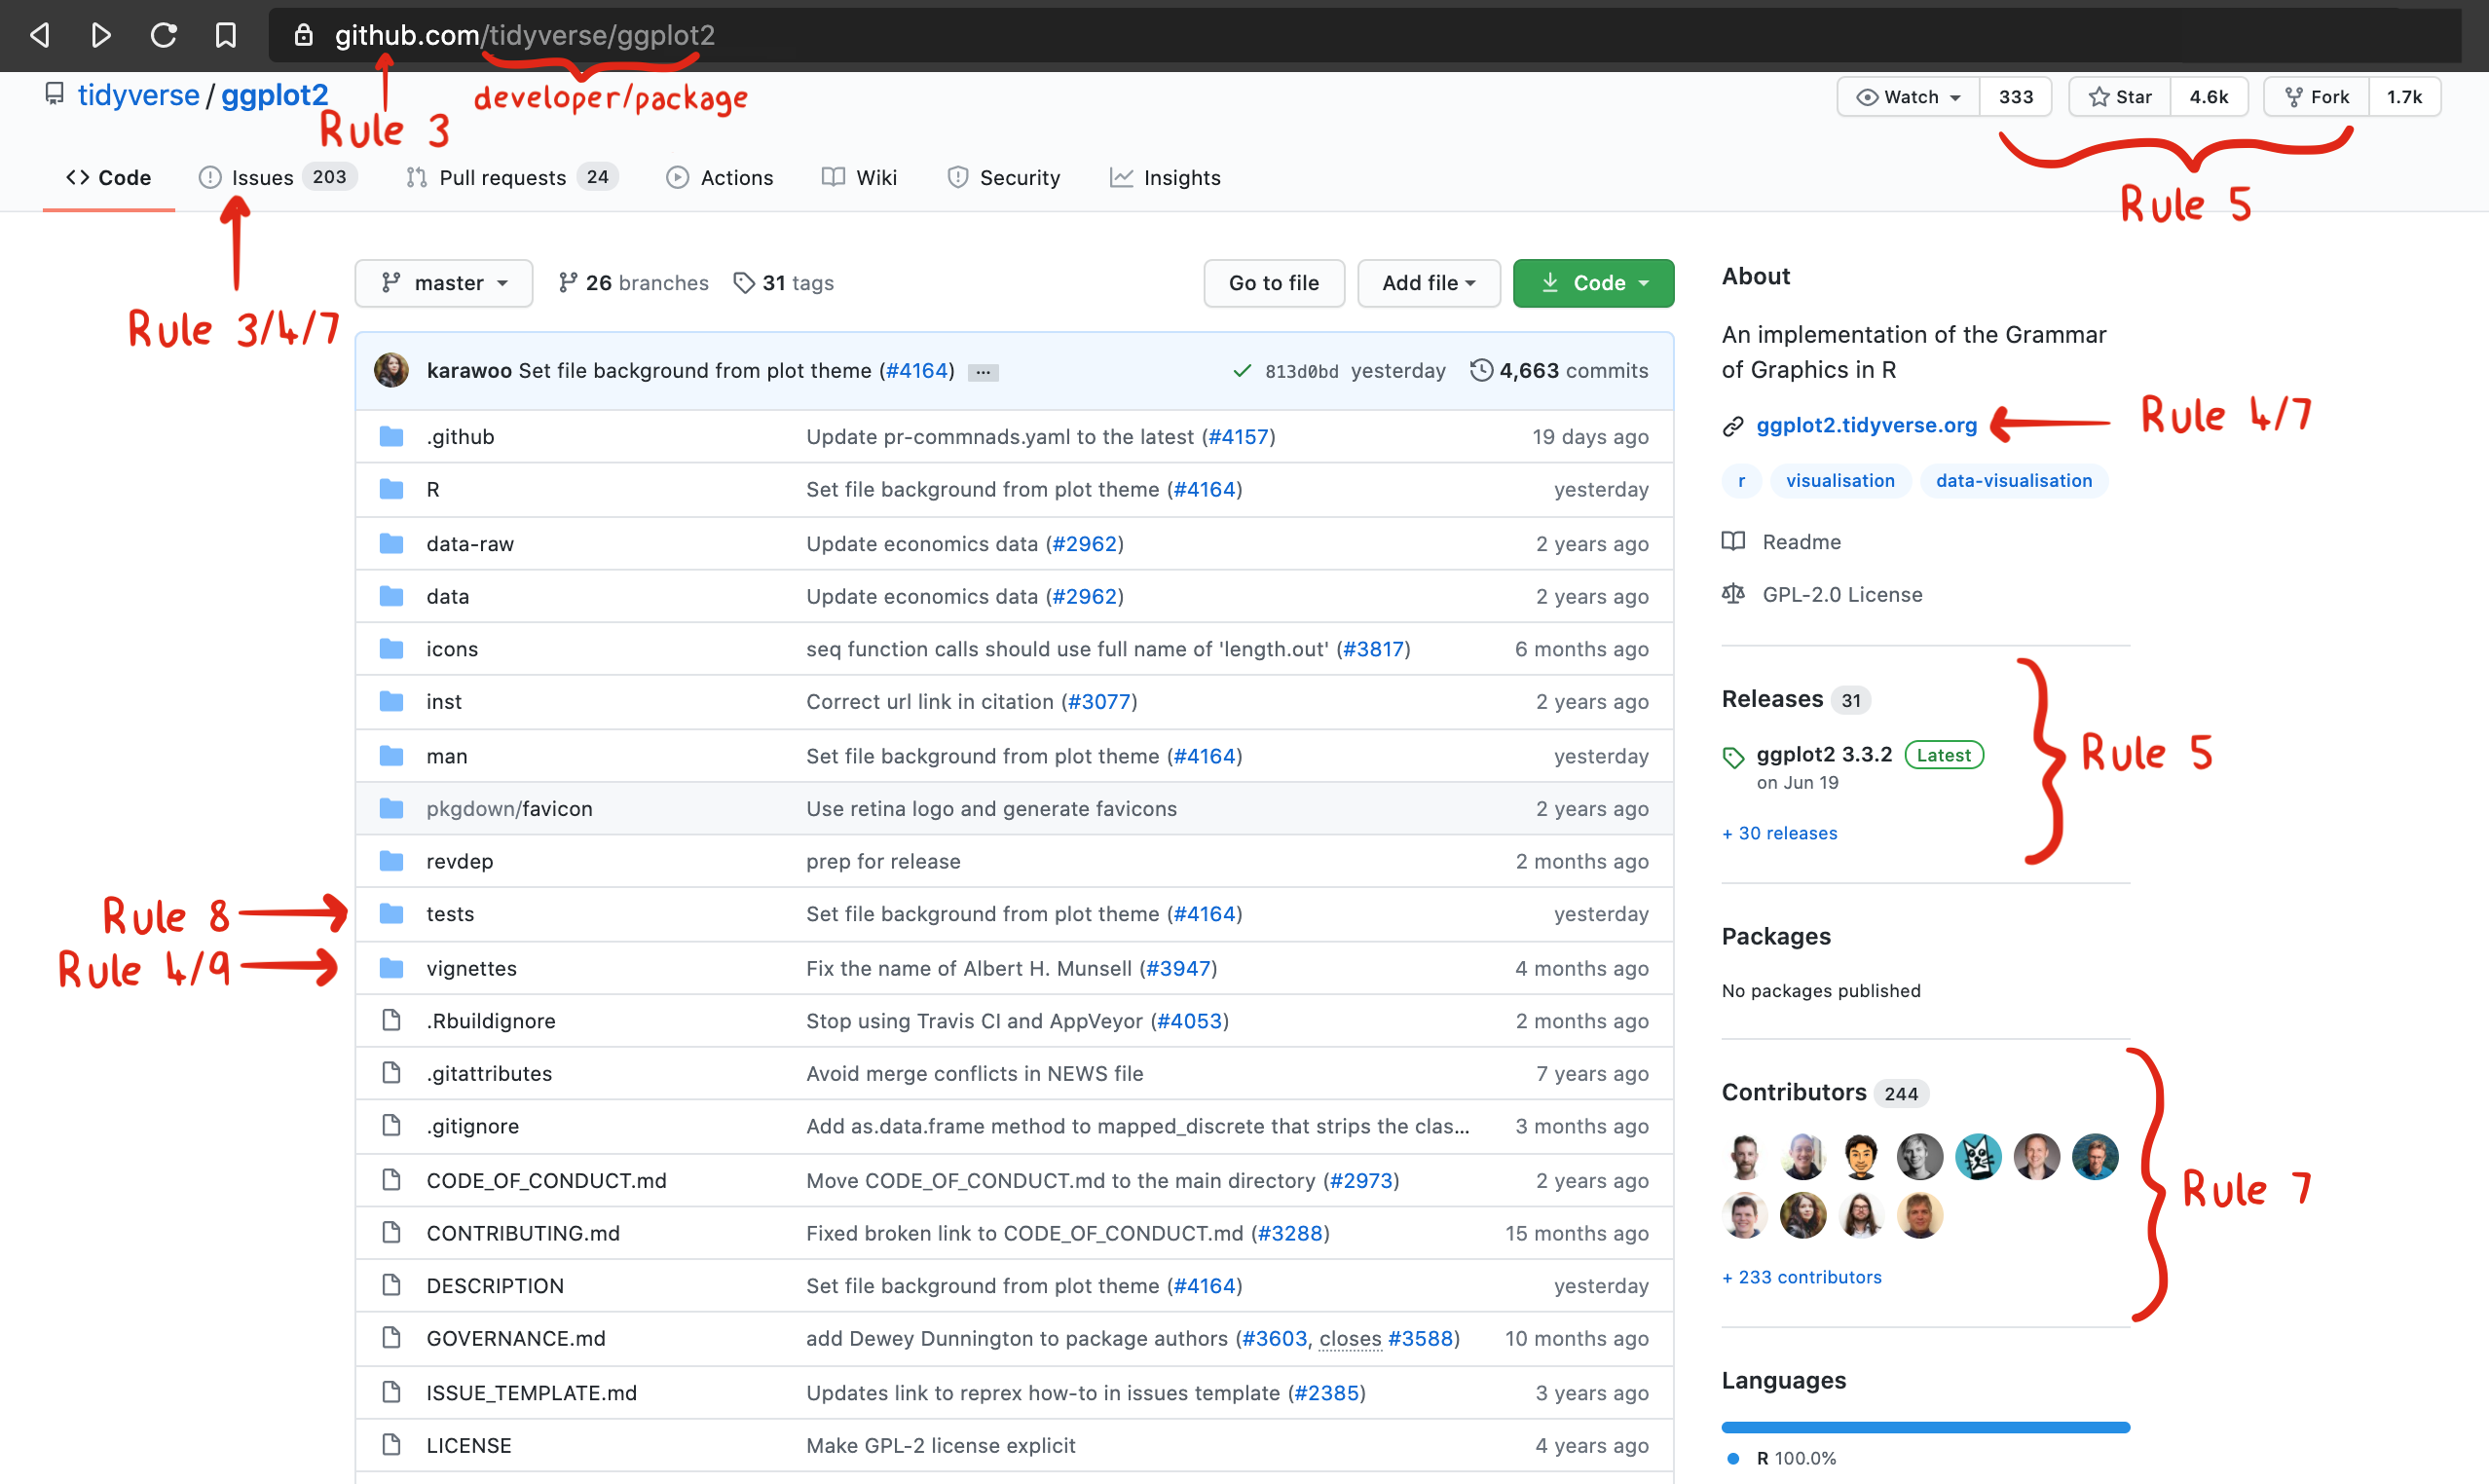 github.com/tidyverse/ggplot2
developer/package
tidyverse / ggplot2
Rule 3
Watch 333 Star 4.6k Fork 1.7k
Rule 5
Code Issues 203 Pull requests 24 Actions Wiki Security Insights
Rule 3/4/7
master 26 branches 31 tags Go to file Add file Code
karawoo Set file background from plot theme (#4164) ... 813d0bd yesterday 4,663 commits
.github Update pr-commnads.yaml to the latest (#4157) 19 days ago
R Set file background from plot theme (#4164) yesterday
data-raw Update economics data (#2962) 2 years ago
data Update economics data (#2962) 2 years ago
icons seq function calls should use full name of 'length.out' (#3817) 6 months ago
inst Correct url link in citation (#3077) 2 years ago
man Set file background from plot theme (#4164) yesterday
pkgdown/favicon Use retina logo and generate favicons 2 years ago
revdep prep for release 2 months ago
Rule 8
tests Set file background from plot theme (#4164) yesterday
Rule 4/9
vignettes Fix the name of Albert H. Munsell (#3947) 4 months ago
.Rbuildignore Stop using Travis CI and AppVeyor (#4053) 2 months ago
.gitattributes Avoid merge conflicts in NEWS file 7 years ago
.gitignore Add as.data.frame method to mapped_discrete that strips the clas... 3 months ago
CODE_OF_CONDUCT.md Move CODE_OF_CONDUCT.md to the main directory (#2973) 2 years ago
CONTRIBUTING.md Fixed broken link to CODE_OF_CONDUCT.md (#3288) 15 months ago
DESCRIPTION Set file background from plot theme (#4164) yesterday
GOVERNANCE.md add Dewey Dunnington to package authors (#3603, closes #3588) 10 months ago
ISSUE_TEMPLATE.md Updates link to reprex how-to in issues template (#2385) 3 years ago
LICENSE Make GPL-2 license explicit 4 years ago
About
An implementation of the Grammar
of Graphics in R
ggplot2.tidyverse.org
Rule 4/7
r visualisation data-visualisation
Readme
GPL-2.0 License
Releases 31
ggplot2 3.3.2 Latest
on Jun 19
+ 30 releases
Rule 5
Packages
No packages published
Contributors 244
+ 233 contributors
Rule 7
Languages
R 100.0%